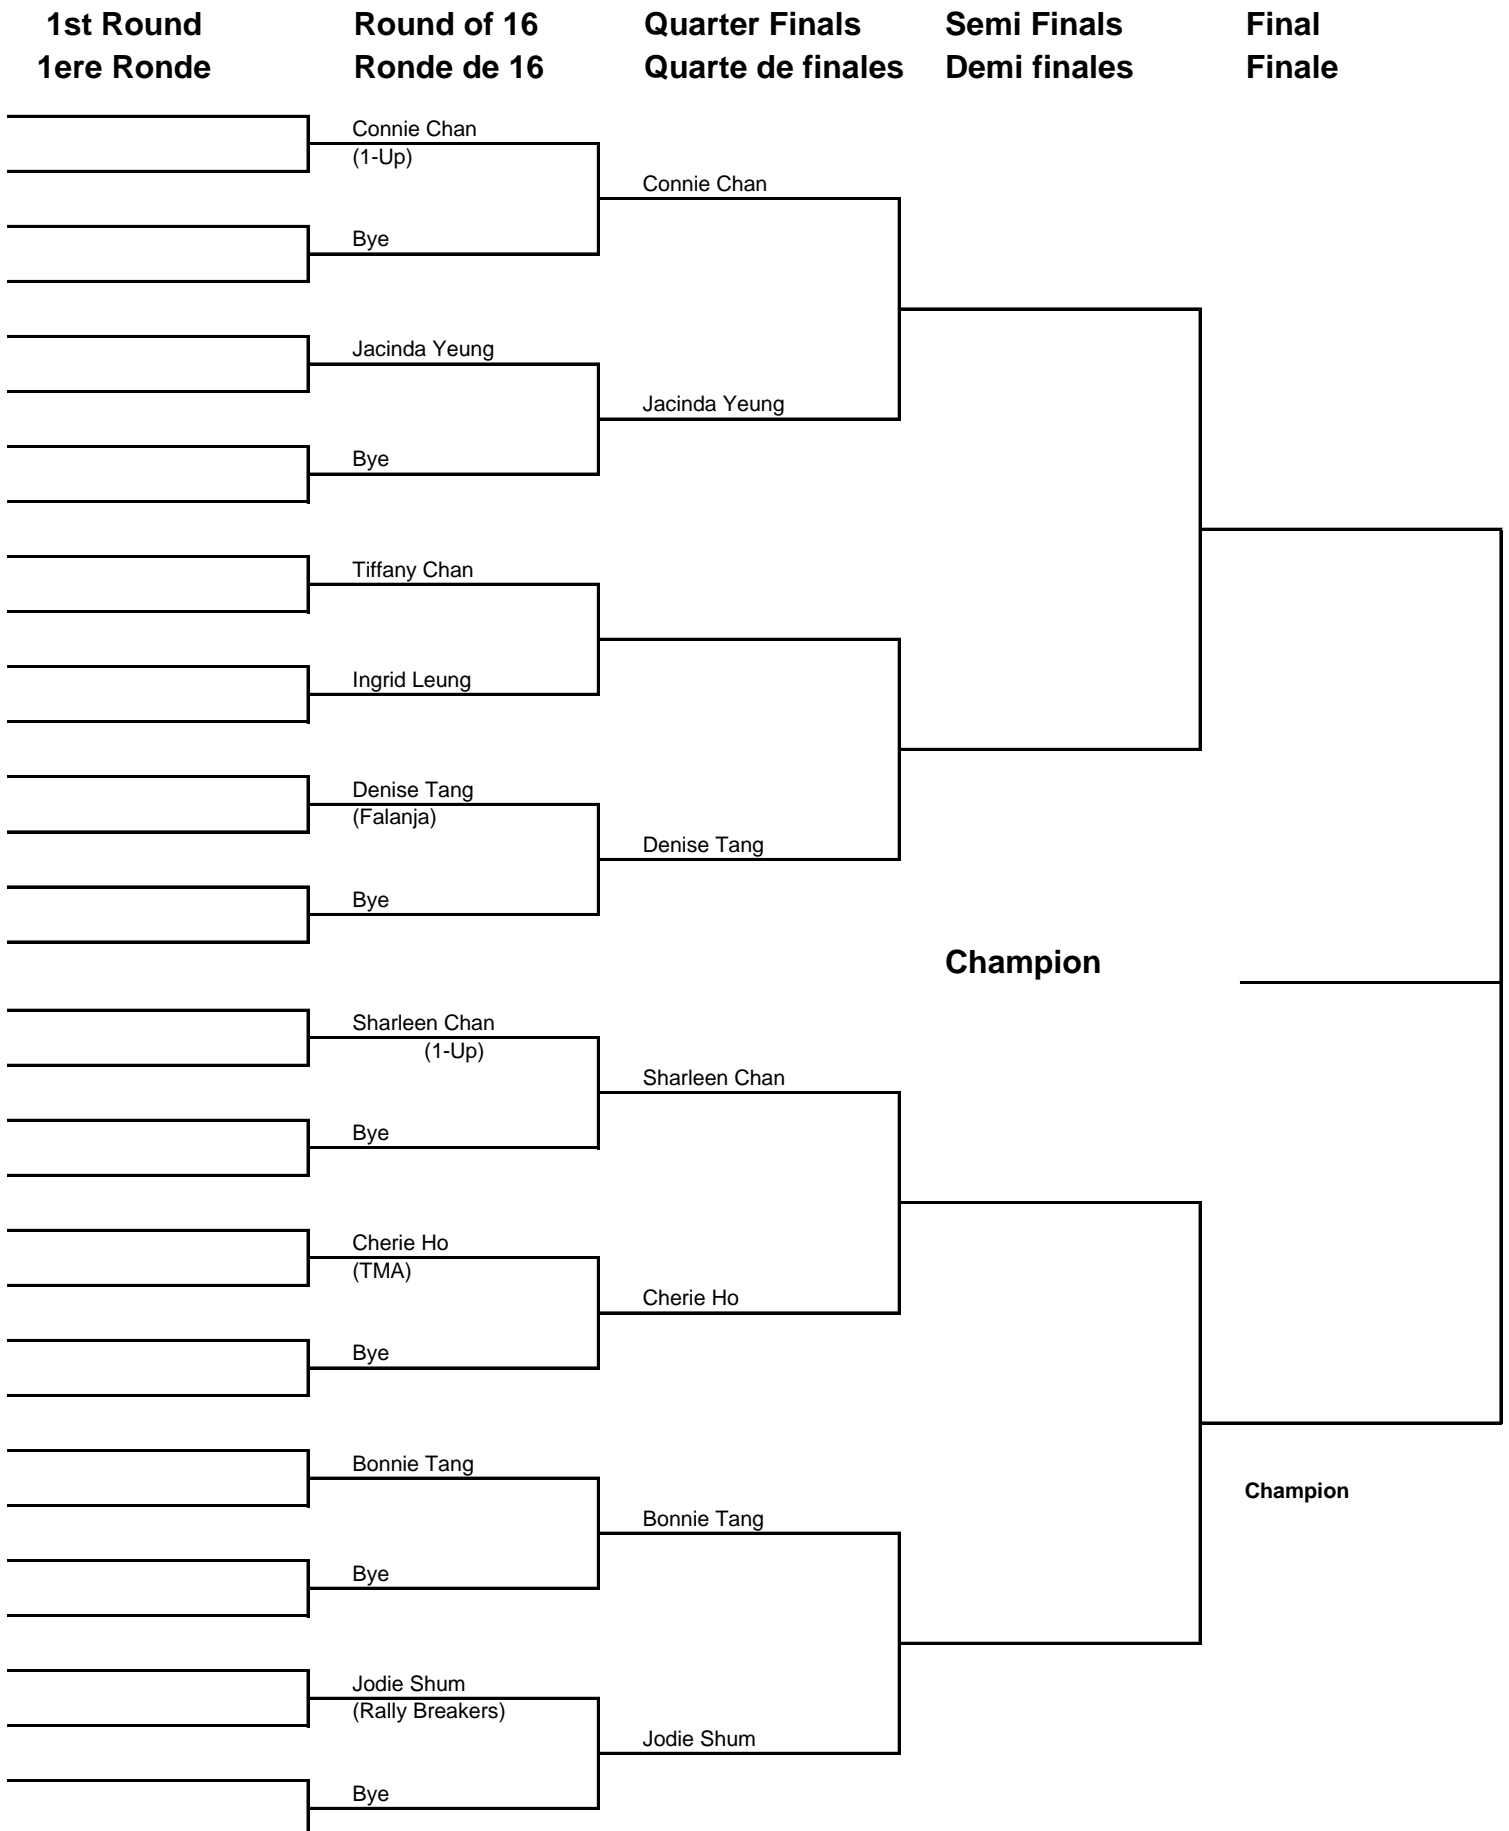 1st Round
Round of 16
Quarter Finals
Semi Finals
Final
1ere Ronde
Ronde de 16
Quarte de finales
Demi finales
Finale
Connie Chan
(1-Up)
Connie Chan
Bye
Jacinda Yeung
Jacinda Yeung
Bye
Tiffany Chan
Ingrid Leung
Denise Tang
(Falanja)
Denise Tang
Bye
Champion
Sharleen Chan
(1-Up)
Sharleen Chan
Bye
Cherie Ho
(TMA)
Cherie Ho
Bye
Bonnie Tang
Champion
Bonnie Tang
Bye
Jodie Shum
(Rally Breakers)
Jodie Shum
Bye